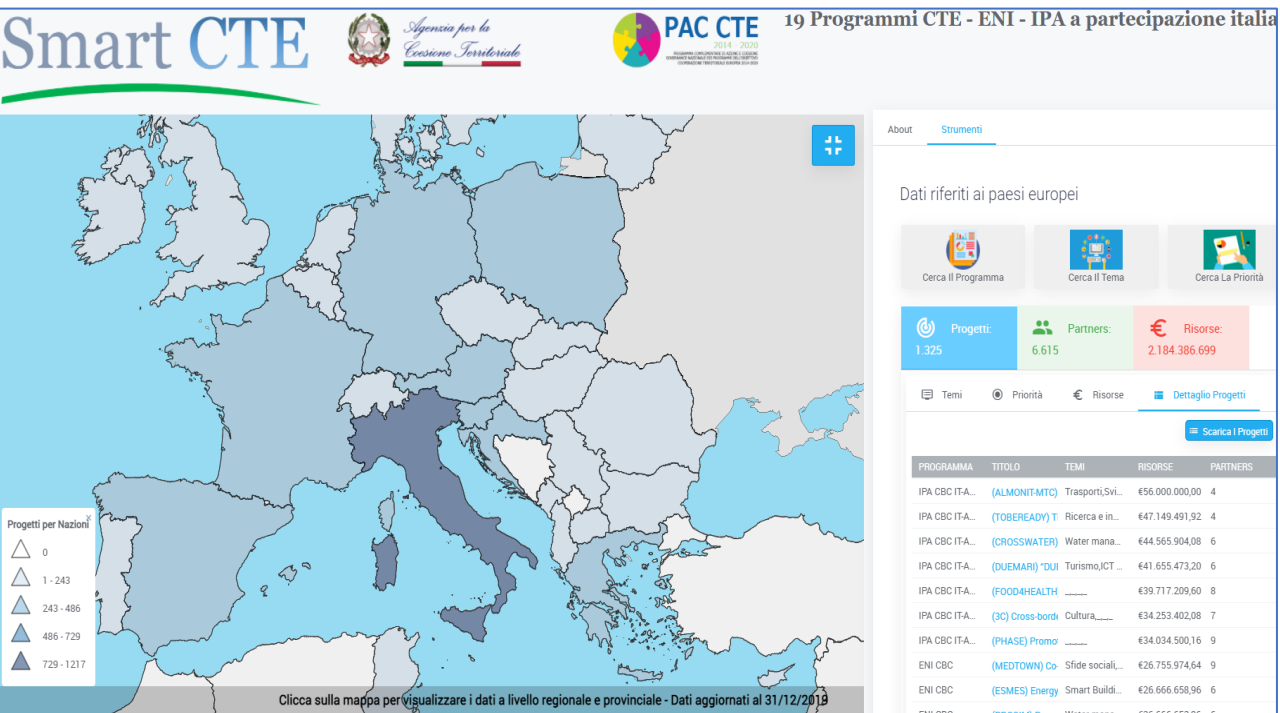 Smart CTE
Agenzia per la
Coesione Territoriale
PAC CTE
2014 - 2020
19 Programmi CTE - ENI - IPA a partecipazione italia
About Strumenti
Dati riferiti ai paesi europei
Cerca Il Programma Cerca Il Tema Cerca La Priorità
Progetti: Partners: Risorse:
1.325 6.615 2.184.386.699
Temi Priorità € Risorse Dettaglio Progetti
Scarica I Progetti
PROGRAMMA TITOLO TEMI RISORSE PARTNERS
IPA CBC IT-A... (ALMONIT-MTC) Trasporti,Svi... €56.000.000,00 4
IPA CBC IT-A... (TOBEREADY) T Ricerca e in... €47.149.491,92 4
IPA CBC IT-A... (CROSSWATER) Water mana... €44.565.904,08 6
IPA CBC IT-A... (DUEMARI) "DUI Turismo,ICT ... €41.655.473,20 6
IPA CBC IT-A... (FOOD4HEALTH _,_,_,_ €39.717.209,60 8
IPA CBC IT-A... (3C) Cross-borde Cultura,_,_,_ €34.253.402,08 7
IPA CBC IT-A... (PHASE) Promot _,_,_,_ €34.034.500,16 9
ENI CBC (MEDTOWN) Co- Sfide sociali,... €26.755.974,64 9
ENI CBC (ESMES) Energy Smart Buildi... €26.666.658,96 6
Progetti per Nazioni x
0
1 - 243
243 - 486
486 - 729
729 - 1217
Clicca sulla mappa per visualizzare i dati a livello regionale e provinciale - Dati aggiornati al 31/12/2019